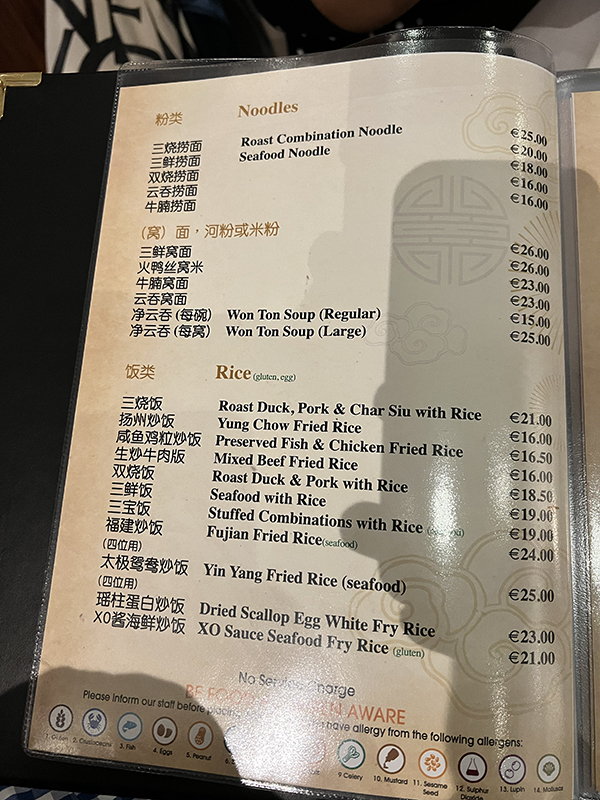 粉类 Noodles
三烧捞面 Roast Combination Noodle €25.00
三鲜捞面 Seafood Noodle €20.00
双烧捞面 €18.00
云吞捞面 €16.00
牛腩捞面 €16.00
（窝）面，河粉或米粉
三鲜窝面 €26.00
火鸭丝窝米 €26.00
牛腩窝面 €23.00
云吞窝面 €23.00
净云吞 (每碗) Won Ton Soup (Regular) €15.00
净云吞 (每窝) Won Ton Soup (Large) €25.00
饭类 Rice (gluten, egg)
三烧饭 Roast Duck, Pork & Char Siu with Rice €21.00
扬州炒饭 Yung Chow Fried Rice €16.00
咸鱼鸡粒炒饭 Preserved Fish & Chicken Fried Rice €16.50
生炒牛肉版 Mixed Beef Fried Rice €16.00
双烧饭 Roast Duck & Pork with Rice €18.50
三鲜饭 Seafood with Rice €19.00
三宝饭 Stuffed Combinations with Rice €19.00
福建炒饭 Fujian Fried Rice (seafood) €24.00
(四位用)
太极鸳鸯炒饭 Yin Yang Fried Rice (seafood) €25.00
(四位用)
瑶柱蛋白炒饭 Dried Scallop Egg White Fry Rice €23.00
XO酱海鲜炒饭 XO Sauce Seafood Fry Rice (gluten) €21.00
No Service Charge
BE AWARE
Please inform our staff before placing have allergy from the following allergens:
1. Gluten 2. Crustaceans 3. Fish 4. Eggs 5. Peanut 9 Celery 10. Mustard 11. Sesame Seed 12. Sulphur Dioxide 13. Lupin 14. Molluscs